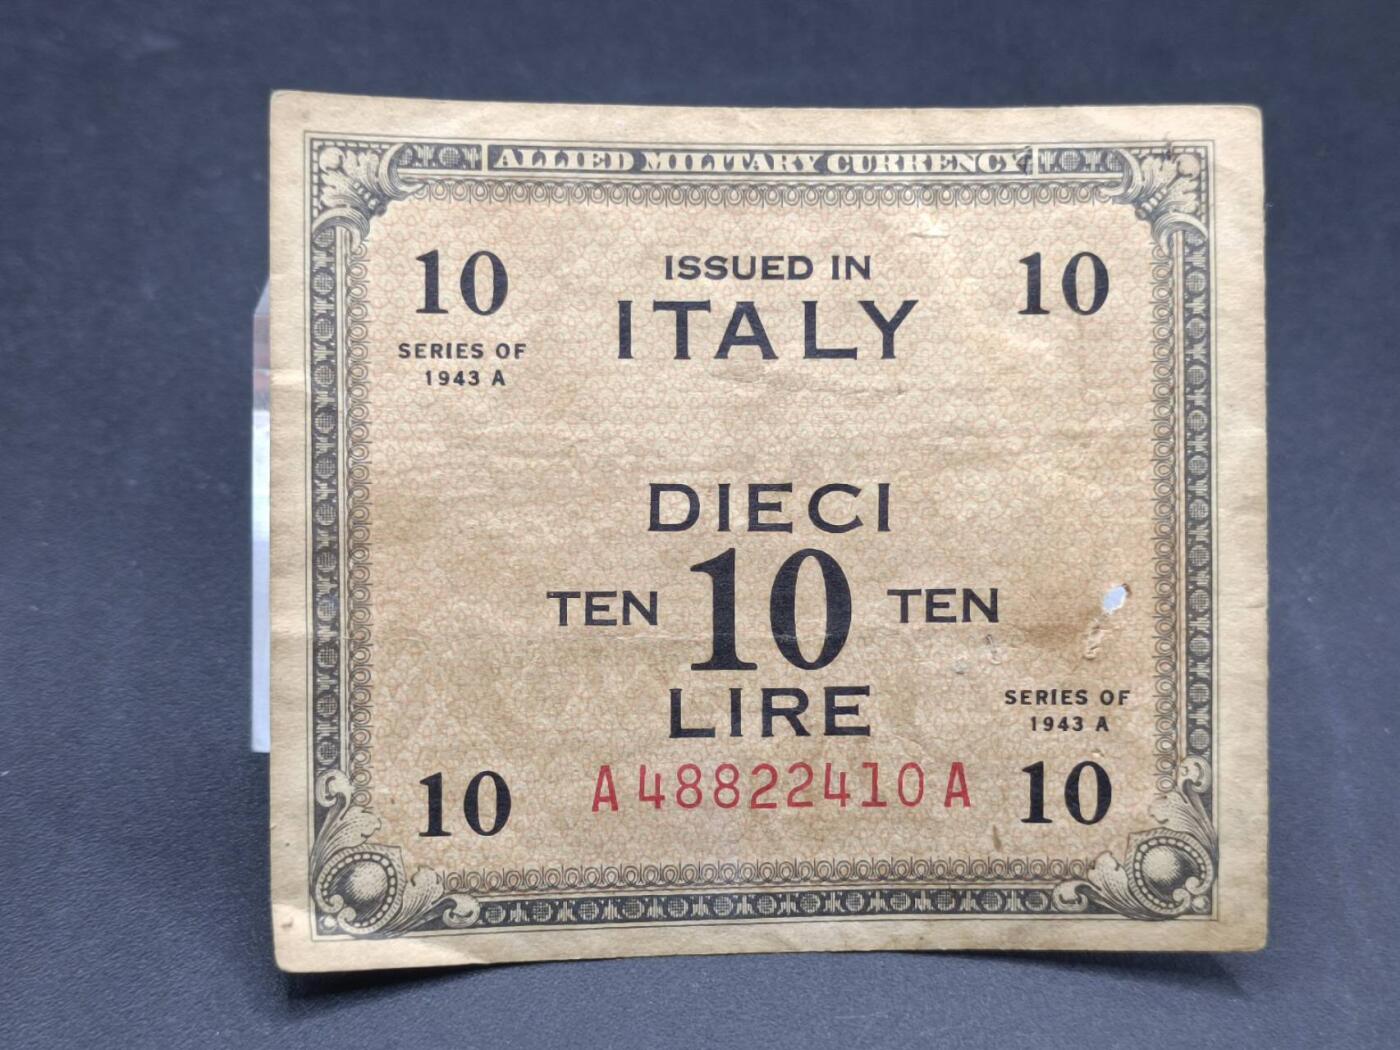 ALLIED MILITARY CURRENCY
10 ISSUED IN 10
ITALY
SERIES OF
1943 A
DIECI
TEN 10 TEN
LIRE
SERIES OF
1943 A
10 A48822410A 10